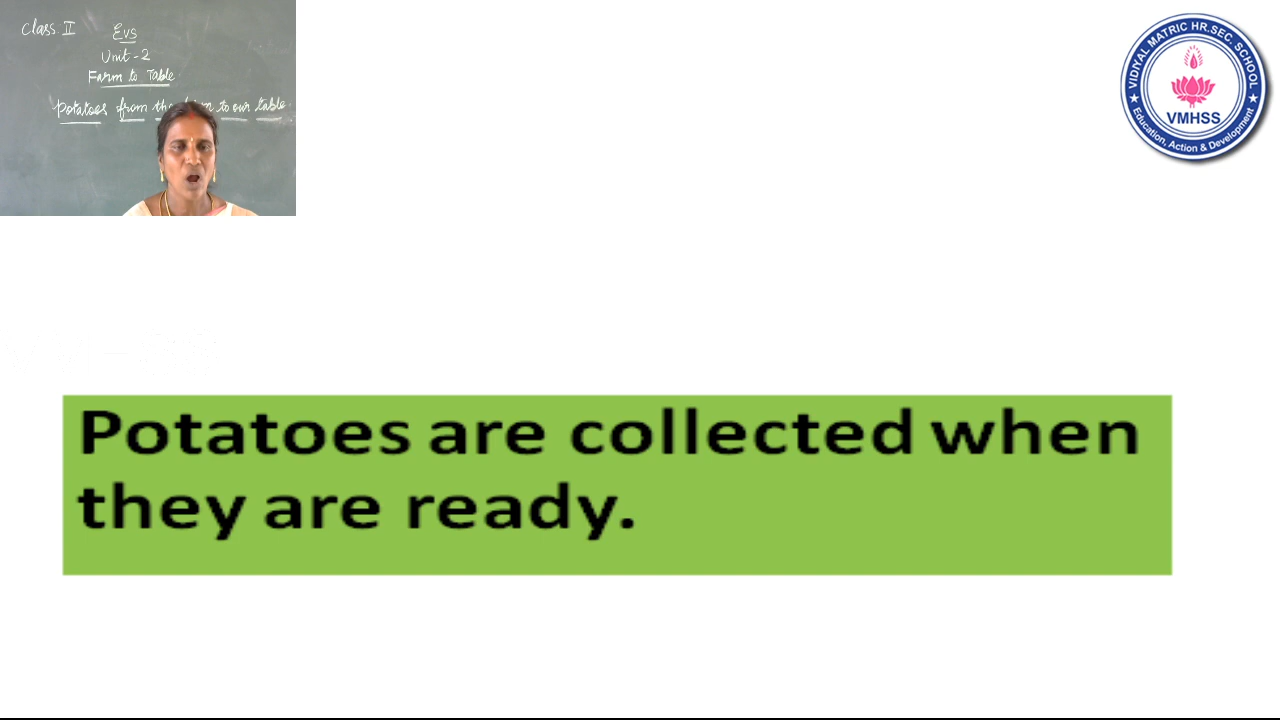 Class II
Evs
Unit - 2
Farm to Table
Potatoes from the farm to our table
VIDIYAL MATRIC HR.SEC. SCHOOL
VMHSS
★ Education, Action & Development ★
Potatoes are collected when
they are ready.